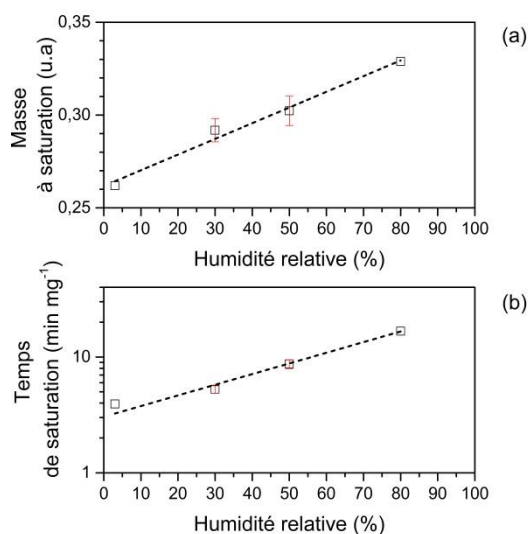 (a)
Masse
à saturation (u.a)
0,35
0,30
0,25
0 10 20 30 40 50 60 70 80 90 100
Humidité relative (%)
(b)
Temps
de saturation (min mg⁻¹)
10
1
0 10 20 30 40 50 60 70 80 90 100
Humidité relative (%)